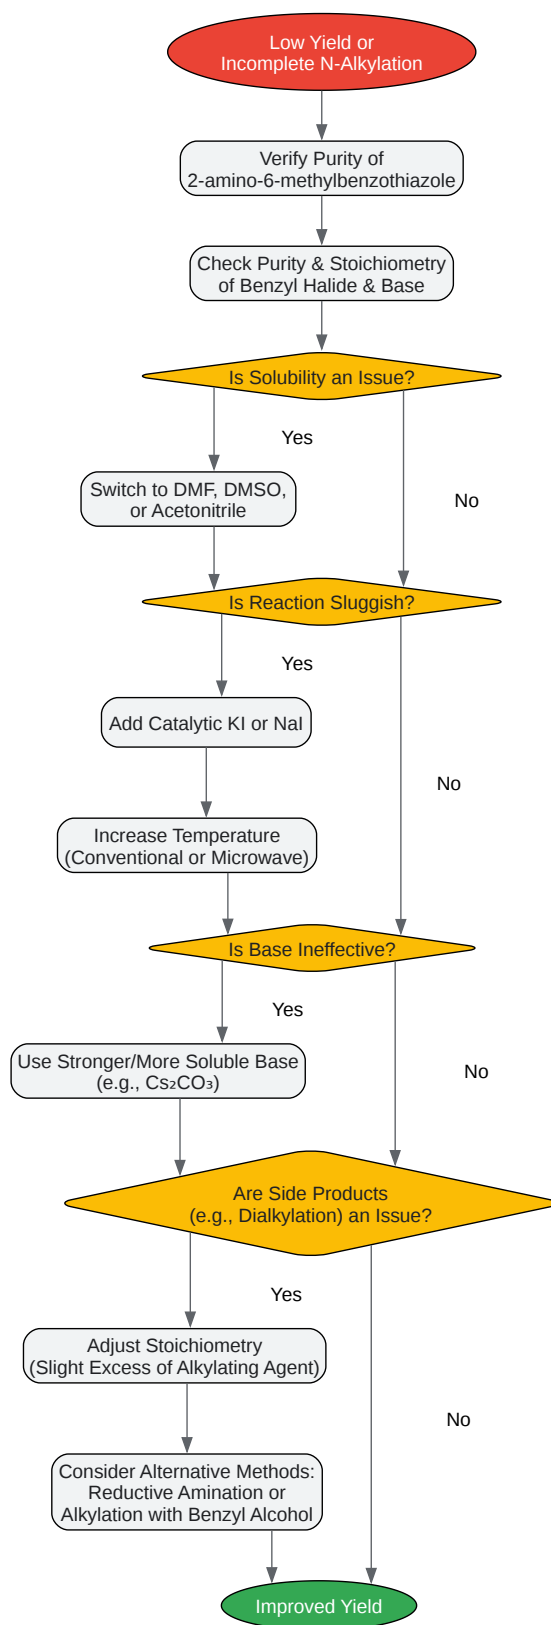 Low Yield or
Incomplete N-Alkylation
Verify Purity of
2-amino-6-methylbenzothiazole
Check Purity & Stoichiometry
of Benzyl Halide & Base
Is Solubility an Issue?
Yes
Switch to DMF, DMSO,
or Acetonitrile
No
Is Reaction Sluggish?
Yes
Add Catalytic KI or NaI
No
Increase Temperature
(Conventional or Microwave)
Is Base Ineffective?
Yes
Use Stronger/More Soluble Base
(e.g., Cs₂CO₃)
No
Are Side Products
(e.g., Dialkylation) an Issue?
Yes
Adjust Stoichiometry
(Slight Excess of Alkylating Agent)
No
Consider Alternative Methods:
Reductive Amination or
Alkylation with Benzyl Alcohol
Improved Yield